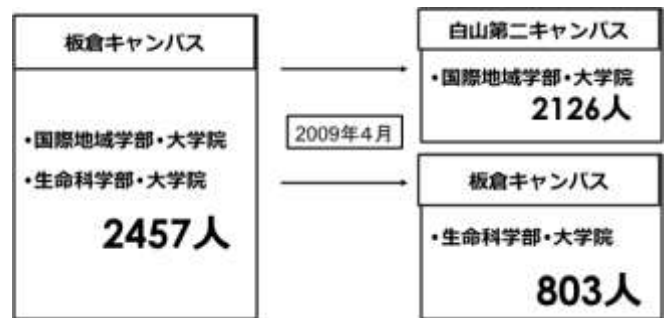 板倉キャンパス
・国際地域学部・大学院
・生命科学部・大学院
2457人
2009年4月
白山第二キャンパス
・国際地域学部・大学院
2126人
板倉キャンパス
・生命科学部・大学院
803人